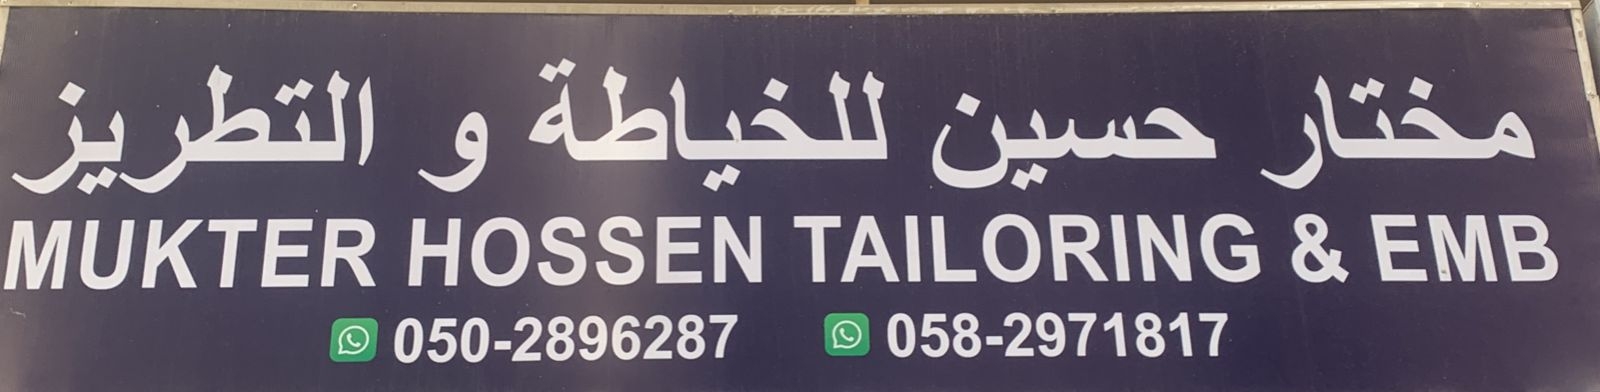 مختار حسين للخياطة و التطريز
MUKTER HOSSEN TAILORING & EMB
050-2896287 058-2971817